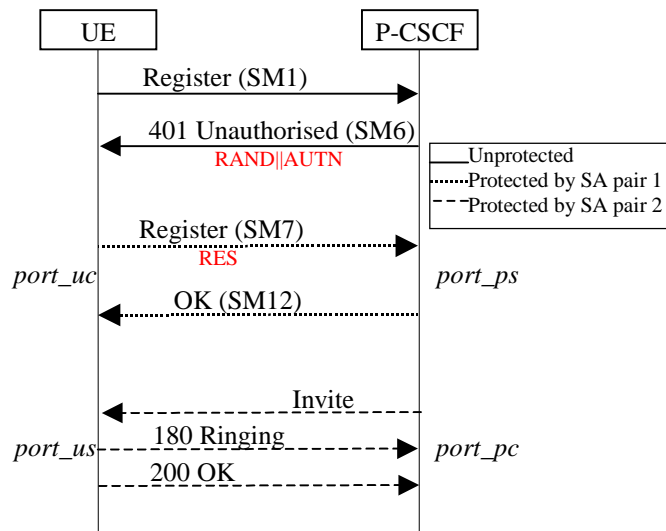 UE
P-CSCF
Register (SM1)
401 Unauthorised (SM6)
RAND||AUTN
Unprotected
Protected by SA pair 1
Protected by SA pair 2
Register (SM7)
RES
port_uc
port_ps
OK (SM12)
Invite
port_us
180 Ringing
port_pc
200 OK